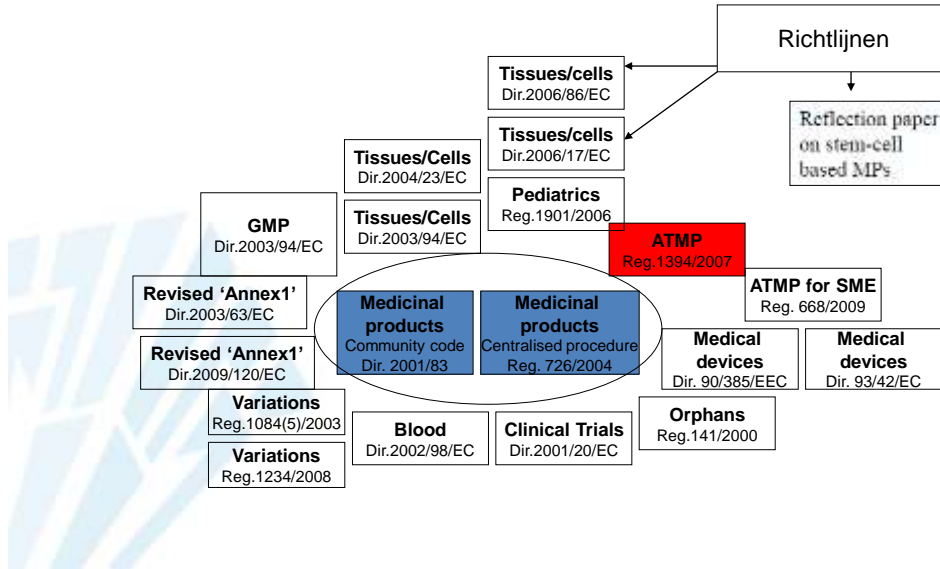 Richtlijnen
Tissues/cells
Dir.2006/86/EC
Reflection paper
on stem-cell
based MPs
Tissues/cells
Dir.2006/17/EC
Tissues/Cells
Dir.2004/23/EC
Pediatrics
Reg.1901/2006
GMP
Dir.2003/94/EC
Tissues/Cells
Dir.2003/94/EC
ATMP
Reg.1394/2007
ATMP for SME
Reg. 668/2009
Revised ‘Annex1’
Dir.2003/63/EC
Medicinal
products
Community code
Dir. 2001/83
Medicinal
products
Centralised procedure
Reg. 726/2004
Medical
devices
Dir. 90/385/EEC
Medical
devices
Dir. 93/42/EC
Revised ‘Annex1’
Dir.2009/120/EC
Variations
Reg.1084(5)/2003
Blood
Dir.2002/98/EC
Clinical Trials
Dir.2001/20/EC
Orphans
Reg.141/2000
Variations
Reg.1234/2008